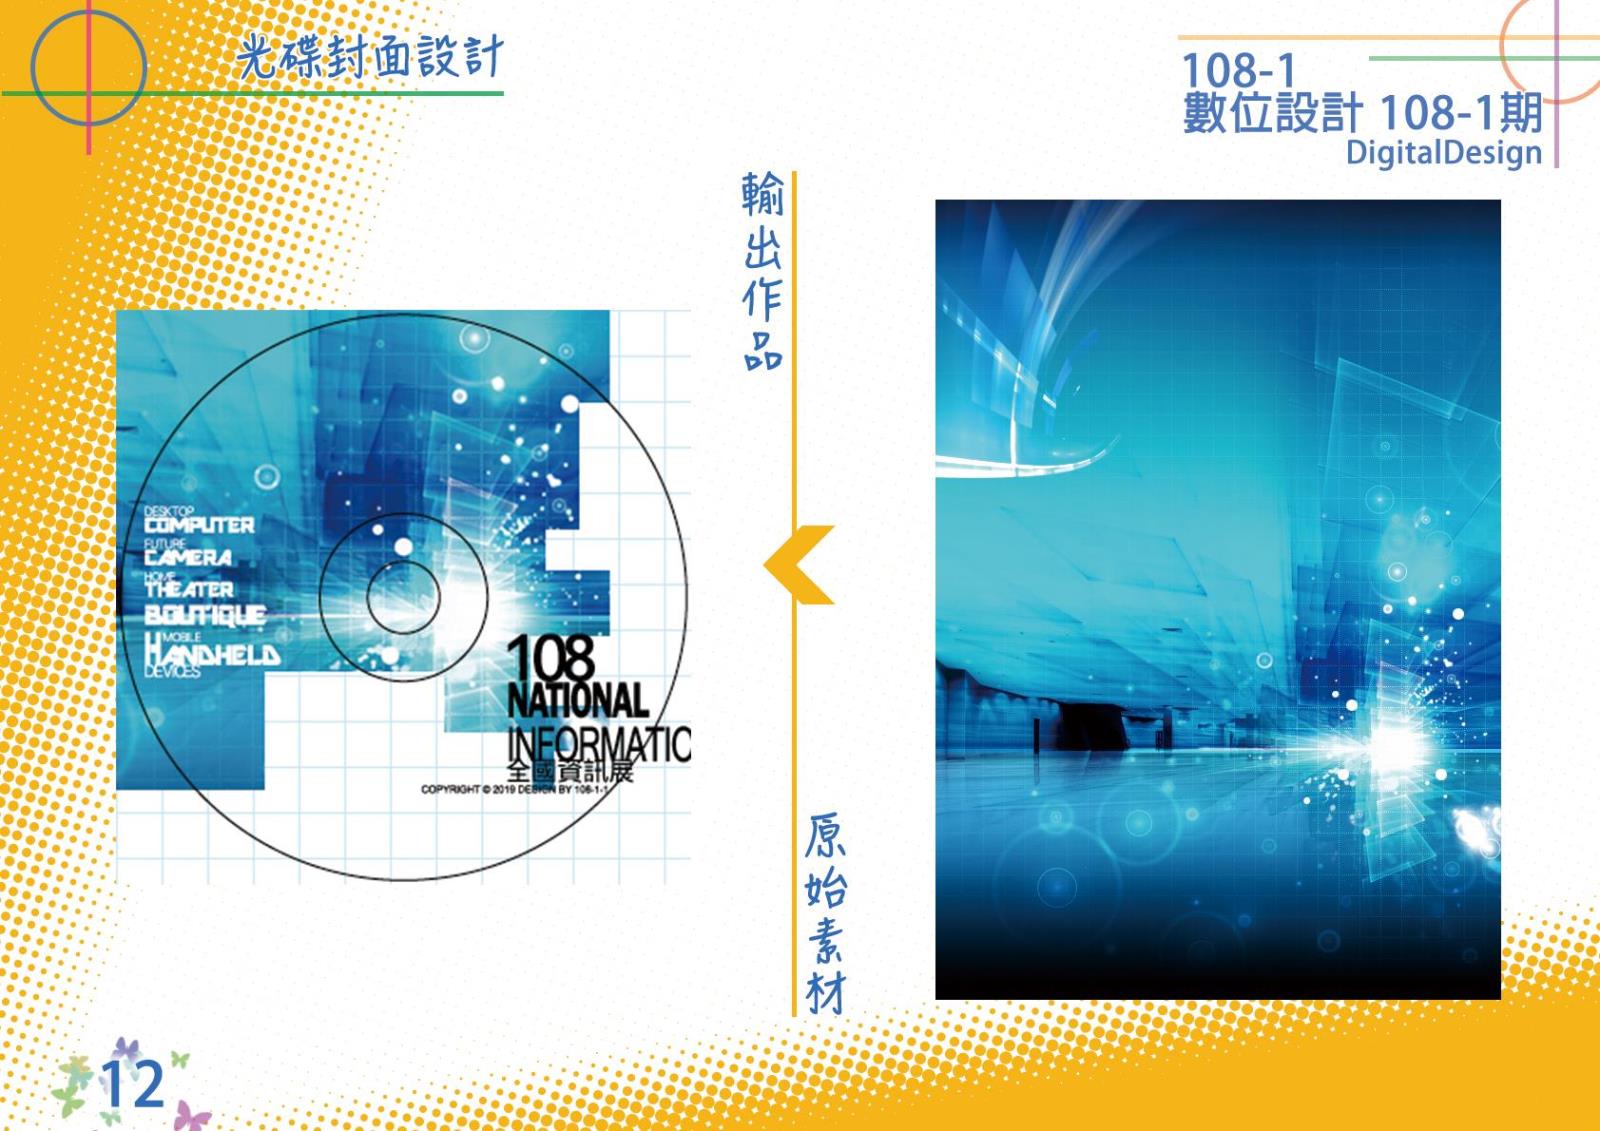 光碟封面設計
108-1
數位設計 108-1期
DigitalDesign
輸出作品
DESKTOP
COMPUTER
FUTURE
CAMERA
HOME
THEATER
BOUTIQUE
MOBILE
HANDHELD
DEVICES
108
NATIONAL
INFORMATIO
全國資訊展
COPYRIGHT © 2019 DESIGN BY 108-1-1
原始素材
12